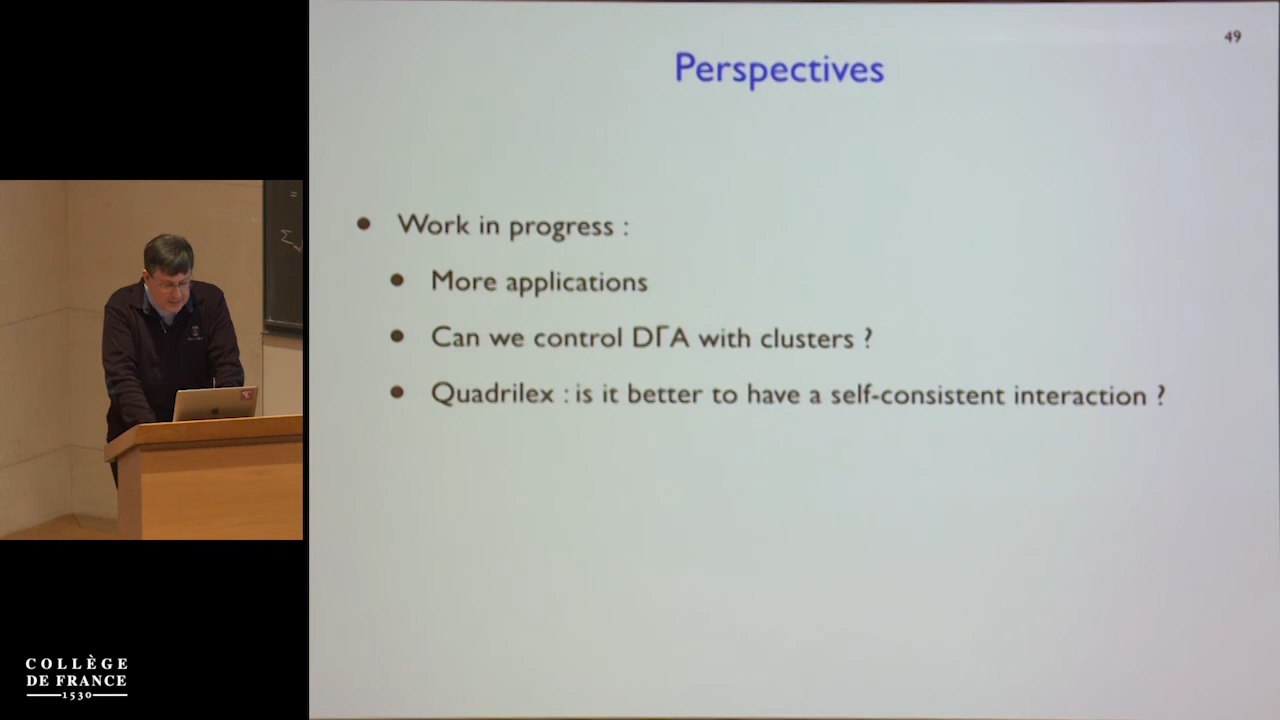 49
Perspectives
• Work in progress :
• More applications
• Can we control DΓA with clusters ?
• Quadrilex : is it better to have a self-consistent interaction ?
COLLÈGE
DE FRANCE
1530